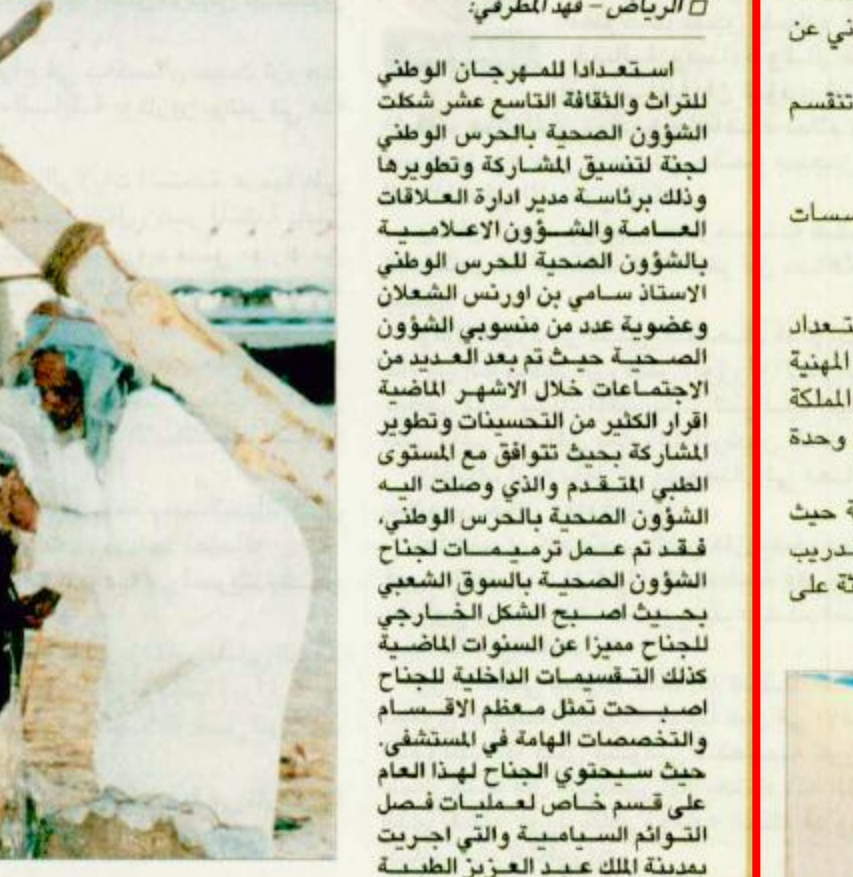 □ الرياض – فهد المطرفي:
استعدادا للمهرجان الوطني
للتراث والثقافة التاسع عشر شكلت
الشؤون الصحية بالحرس الوطني
لجنة لتنسيق المشاركة وتطويرها
وذلك برئاسة مدير ادارة العلاقات
العامة والشؤون الاعلامية
بالشؤون الصحية للحرس الوطني
الاستاذ سامي بن اورنس الشعلان
وعضوية عدد من منسوبي الشؤون
الصحية حيث تم بعد العديد من
الاجتماعات خلال الاشهر الماضية
اقرار الكثير من التحسينات وتطوير
المشاركة بحيث تتوافق مع المستوى
الطبي المتقدم والذي وصلت اليه
الشؤون الصحية بالحرس الوطني،
فقد تم عمل ترميمات لجناح
الشؤون الصحية بالسوق الشعبي
بحيث اصبح الشكل الخارجي
للجناح مميزا عن السنوات الماضية
كذلك التقسيمات الداخلية للجناح
اصبحت تمثل معظم الاقسام
والتخصصات الهامة في المستشفى.
حيث سيحتوي الجناح لهذا العام
على قسم خاص لعمليات فصل
التوائم السيامية والتي اجريت
بمدينة الملك عبد العزيز الطبية
عن
تنقسم
المهنية
المملكة
وحدة
حيث
على